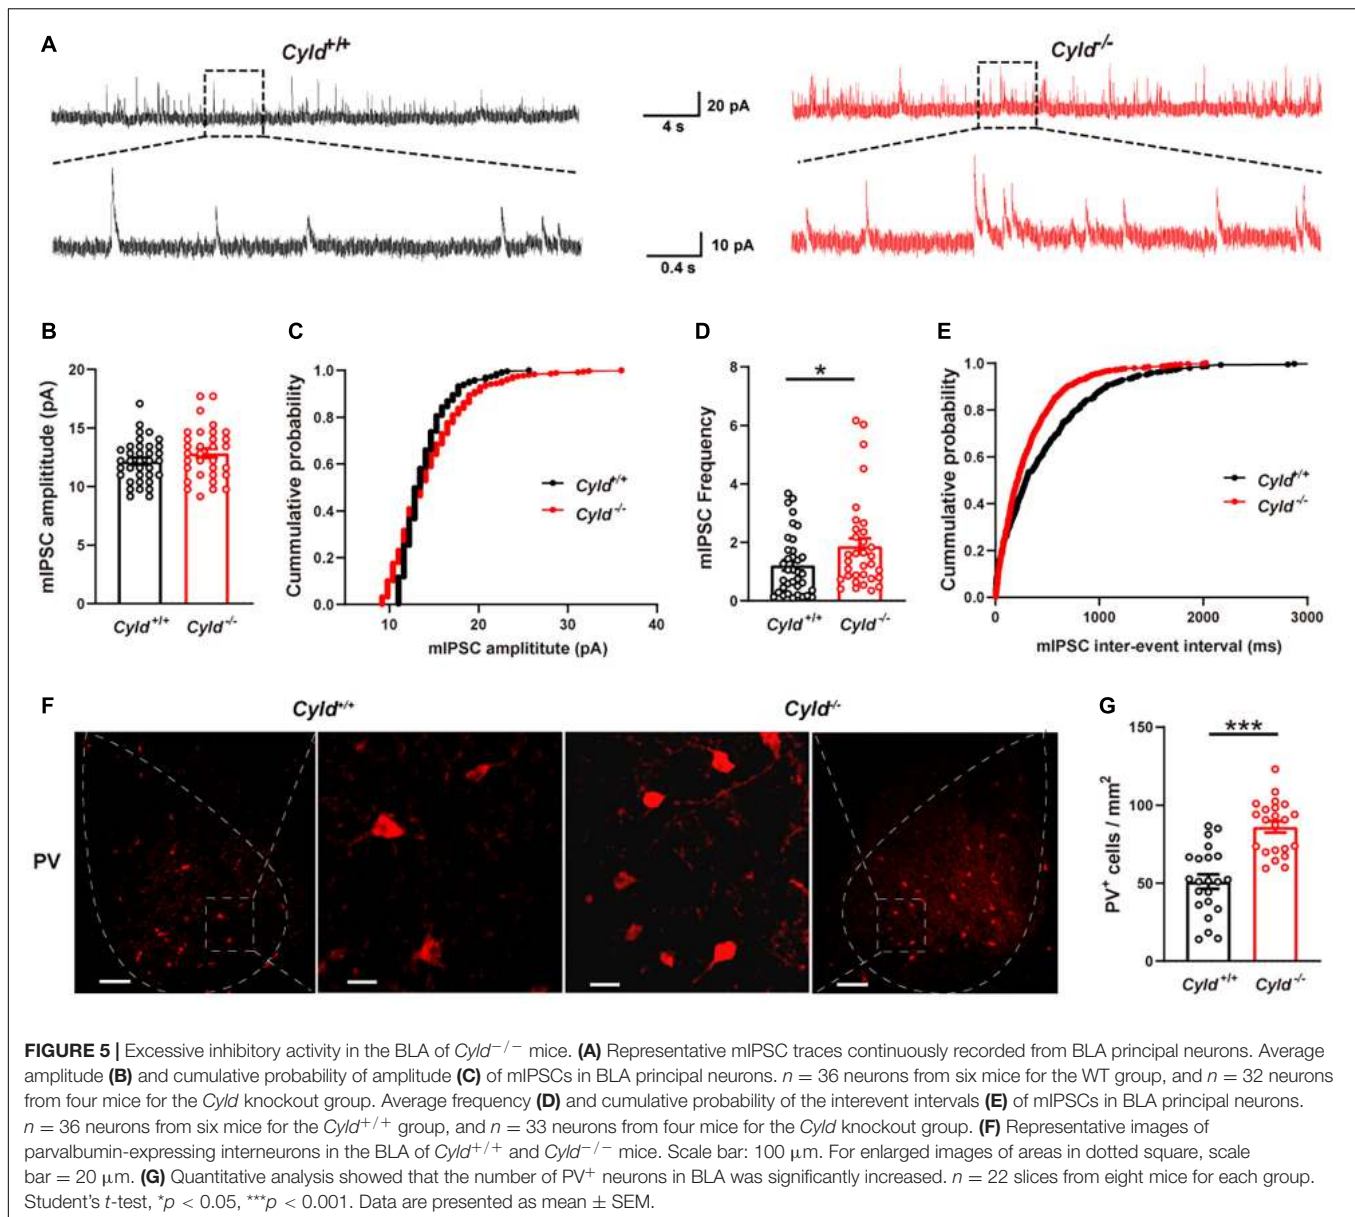 A
Cyld+/+
Cyld-/-
20 pA
4 s
10 pA
0.4 s
B
mIPSC amplititude (pA)
20
15
10
5
0
Cyld+/+
Cyld-/-
C
Cummulative probability
1.0
0.8
0.6
0.4
0.2
0.0
10
20
30
40
mIPSC amplititute (pA)
Cyld+/+
Cyld-/-
D
mIPSC Frequency
8
6
4
2
0
*
Cyld+/+
Cyld-/-
E
Cummulative probability
1.0
0.8
0.6
0.4
0.2
0.0
0
1000
2000
3000
mIPSC inter-event interval (ms)
Cyld+/+
Cyld-/-
F
Cyld+/+
Cyld-/-
PV
G
PV+ cells / mm2
150
100
50
0
***
Cyld+/+
Cyld-/-
FIGURE 5 | Excessive inhibitory activity in the BLA of Cyld−/− mice. (A) Representative mIPSC traces continuously recorded from BLA principal neurons. Average
amplitude (B) and cumulative probability of amplitude (C) of mIPSCs in BLA principal neurons. n = 36 neurons from six mice for the WT group, and n = 32 neurons
from four mice for the Cyld knockout group. Average frequency (D) and cumulative probability of the interevent intervals (E) of mIPSCs in BLA principal neurons.
n = 36 neurons from six mice for the Cyld+/+ group, and n = 33 neurons from four mice for the Cyld knockout group. (F) Representative images of
parvalbumin-expressing interneurons in the BLA of Cyld+/+ and Cyld−/− mice. Scale bar: 100 μm. For enlarged images of areas in dotted square, scale
bar = 20 μm. (G) Quantitative analysis showed that the number of PV+ neurons in BLA was significantly increased. n = 22 slices from eight mice for each group.
Student's t-test, *p < 0.05, ***p < 0.001. Data are presented as mean ± SEM.